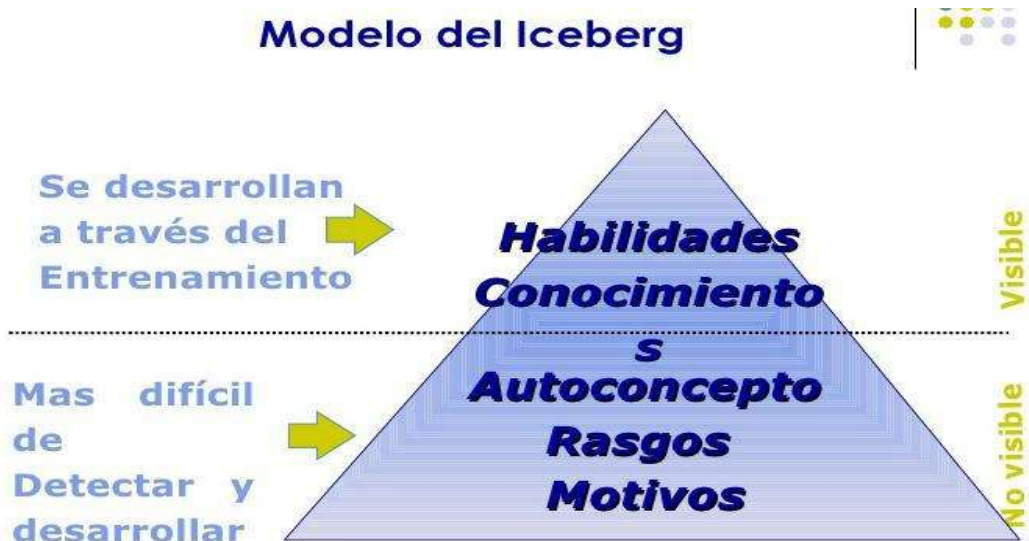 Modelo del Iceberg
Se desarrollan
a través del
Entrenamiento
Habilidades
Conocimiento
s
Visible
Mas difícil
de
Detectar y
desarrollar
Autoconcepto
Rasgos
Motivos
No visible